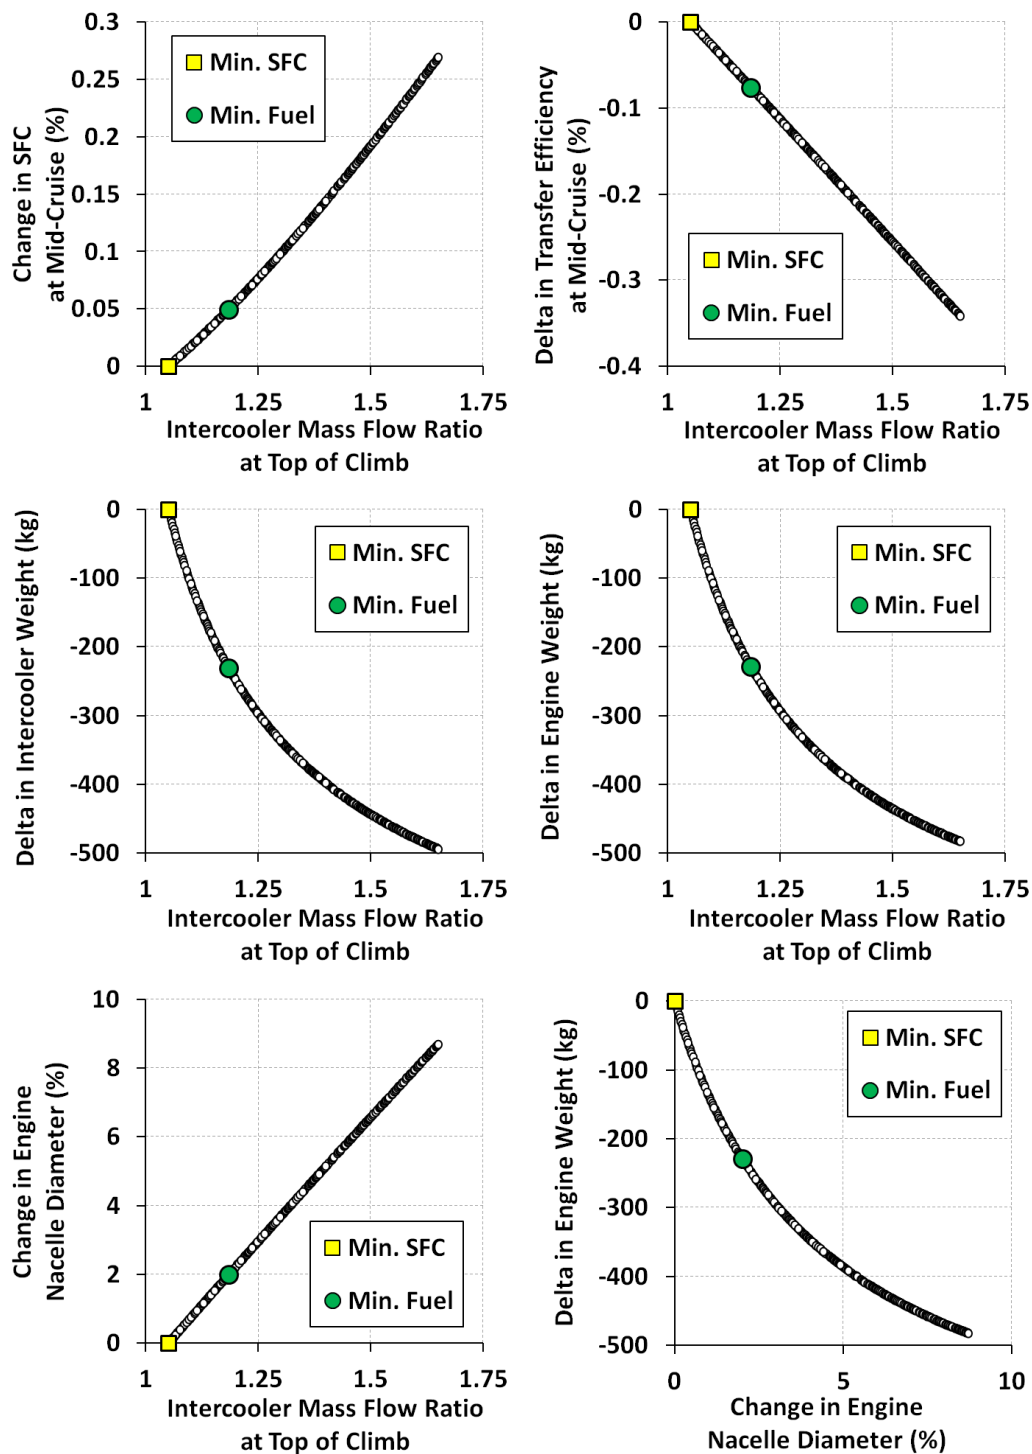 Change in SFC
at Mid-Cruise (%)
0.3
0.25
0.2
0.15
0.1
0.05
0
Min. SFC
Min. Fuel
1
1.25
1.5
1.75
Intercooler Mass Flow Ratio
at Top of Climb
Delta in Transfer Efficiency
at Mid-Cruise (%)
0
-0.1
-0.2
-0.3
-0.4
Min. SFC
Min. Fuel
1
1.25
1.5
1.75
Intercooler Mass Flow Ratio
at Top of Climb
Delta in Intercooler Weight (kg)
0
-100
-200
-300
-400
-500
Min. SFC
Min. Fuel
1
1.25
1.5
1.75
Intercooler Mass Flow Ratio
at Top of Climb
Delta in Engine Weight (kg)
0
-100
-200
-300
-400
-500
Min. SFC
Min. Fuel
1
1.25
1.5
1.75
Intercooler Mass Flow Ratio
at Top of Climb
Change in Engine
Nacelle Diameter (%)
10
8
6
4
2
0
Min. SFC
Min. Fuel
1
1.25
1.5
1.75
Intercooler Mass Flow Ratio
at Top of Climb
Delta in Engine Weight (kg)
0
-100
-200
-300
-400
-500
Min. SFC
Min. Fuel
0
5
10
Change in Engine
Nacelle Diameter (%)